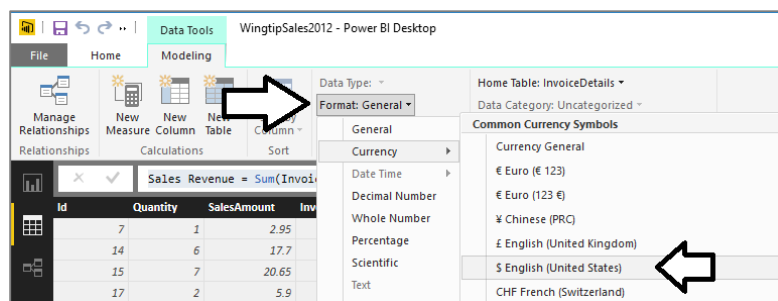 Data Tools
WingtipSales2012 - Power BI Desktop
File
Home
Modeling
Manage
Relationships
New
Measure
New
Column
New
Table
Column
Data Type:
Format: General
Home Table: InvoiceDetails
Data Category: Uncategorized
Relationships
Calculations
Sort
General
Currency
Date Time
Decimal Number
Whole Number
Percentage
Scientific
Text
Common Currency Symbols
Currency General
€ Euro (€ 123)
€ Euro (123 €)
¥ Chinese (PRC)
£ English (United Kingdom)
$ English (United States)
CHF French (Switzerland)
Sales Revenue = Sum(Invoi
Id Quantity SalesAmount Inv
7 1 2.95
14 6 17.7
15 7 20.65
17 2 5.9